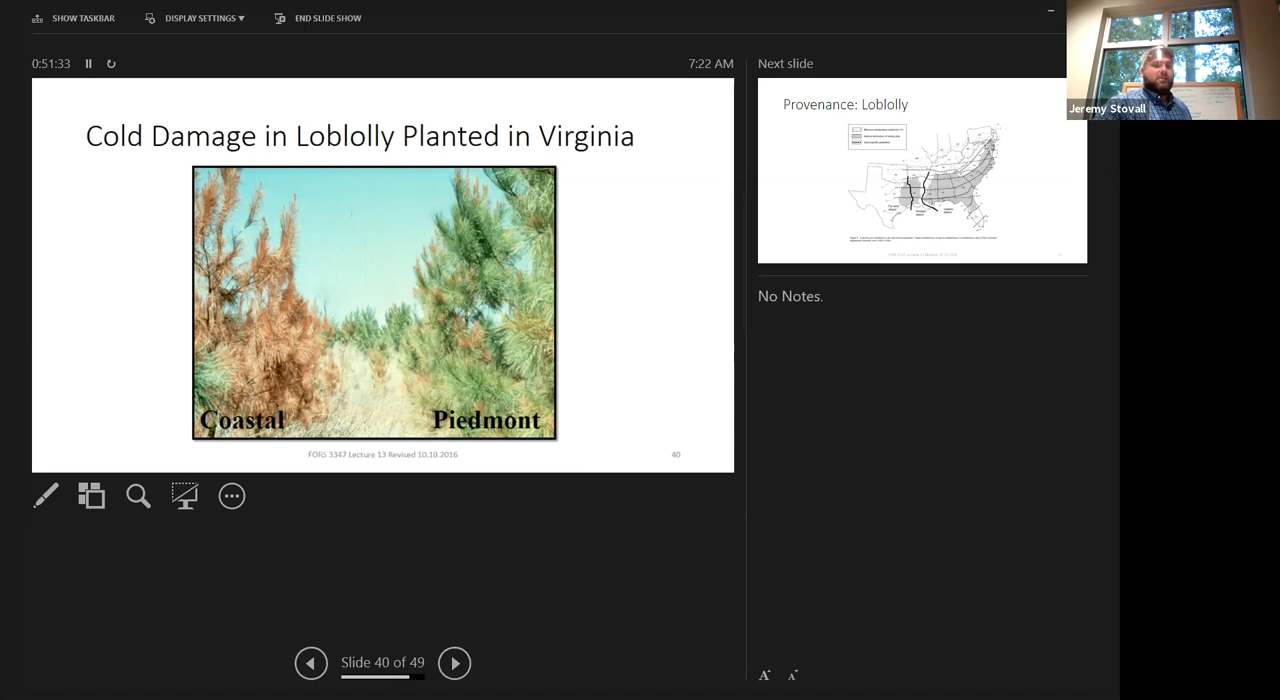 SHOW TASKBAR
DISPLAY SETTINGS ▼
END SLIDE SHOW
0:51:33
7:22 AM
Next slide
Cold Damage in Loblolly Planted in Virginia
Coastal
Piedmont
FORS 3347 Lecture 13 Revised 10.10.2016
40
Provenance: Loblolly
Jeremy Stovall
No Notes.
Slide 40 of 49
A
A